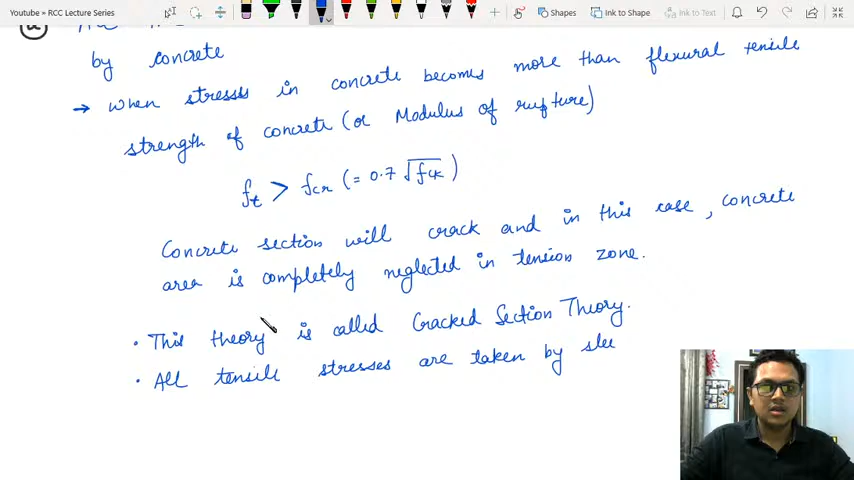 Youtube » RCC Lecture Series
Shapes
Ink to Shape
Ink to Text
(2)
by concrete
→ When stresses in concrete becomes more than flexural tensile
strength of concrete (or Modulus of rupture)
ft > fcr (= 0.7 √fck)
Concrete section will crack and in this case, concrete
area is completely neglected in tension zone.
• This theory is called Cracked Section Theory.
• All tensile stresses are taken by slee